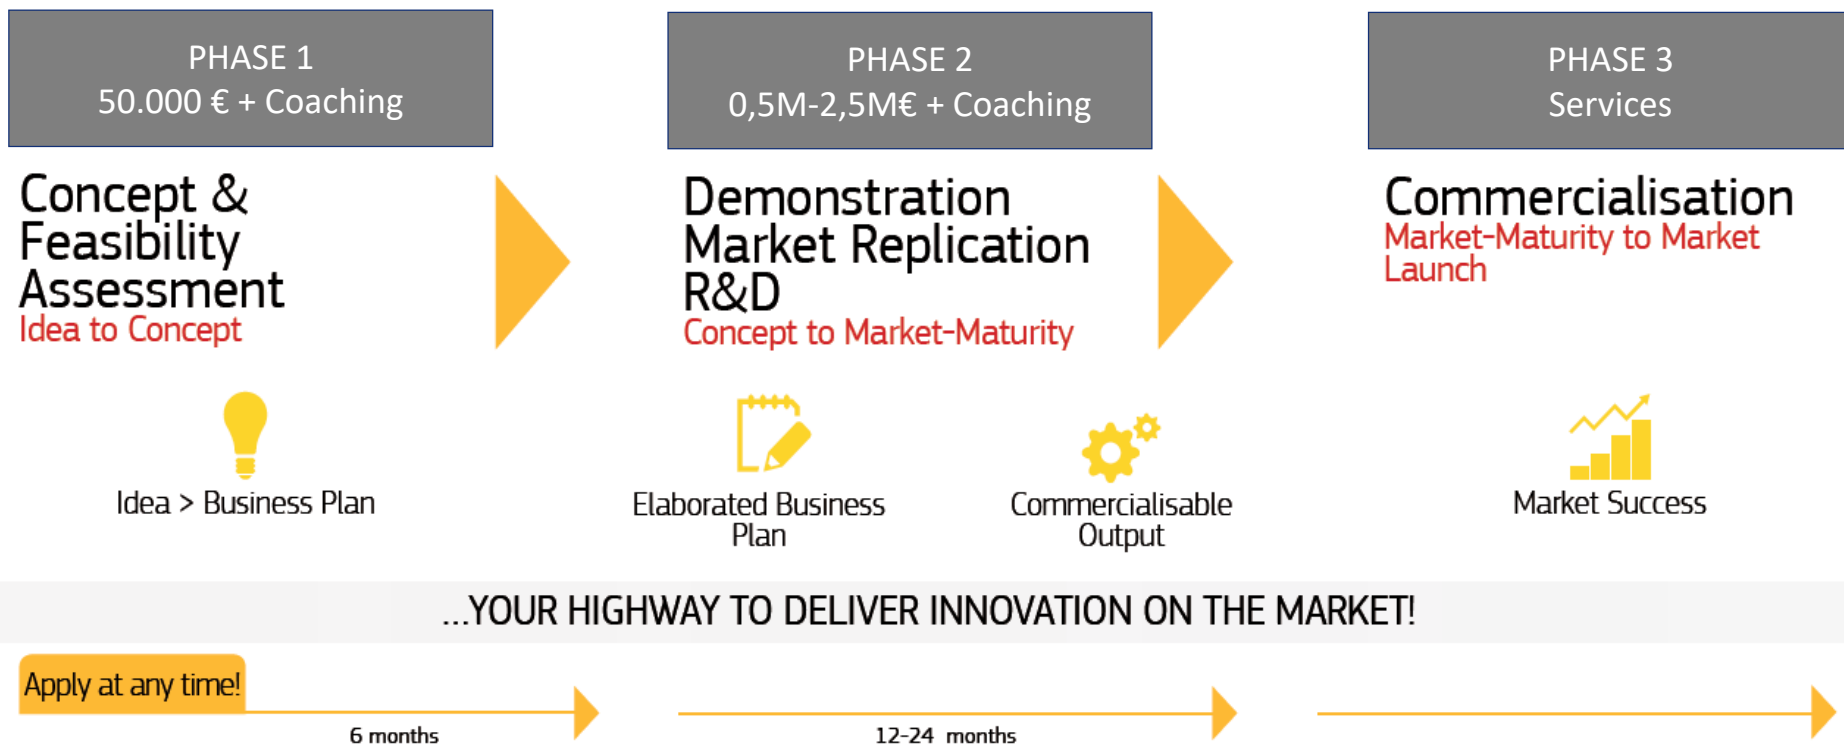 PHASE 1
50.000 € + Coaching
PHASE 2
0,5M-2,5M€ + Coaching
PHASE 3
Services
Concept &
Feasibility
Assessment
Idea to Concept
Demonstration
Market Replication
R&D
Concept to Market-Maturity
Commercialisation
Market-Maturity to Market
Launch
Idea > Business Plan
Elaborated Business
Plan
Commercialisable
Output
Market Success
...YOUR HIGHWAY TO DELIVER INNOVATION ON THE MARKET!
Apply at any time!
6 months
12-24 months